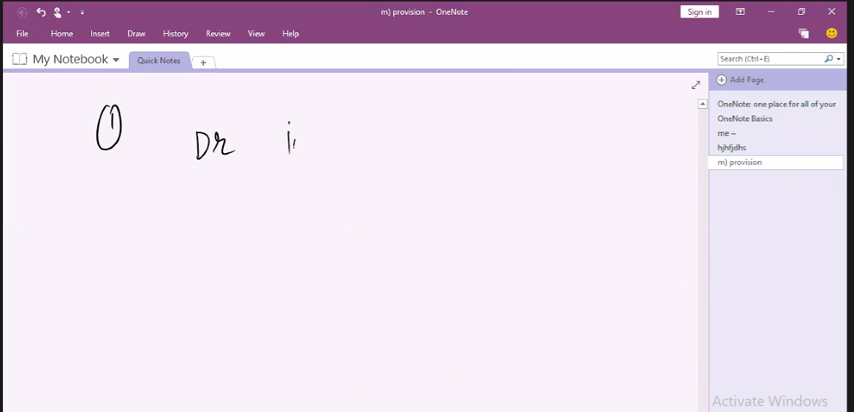 m) provision - OneNote
Sign in
File Home Insert Draw History Review View Help
My Notebook Quick Notes + Search (Ctrl+E)
Add Page
OneNote: one place for all of your
OneNote Basics
me ~
hjhfjdhs
m) provision
① Dr i
Activate Windows